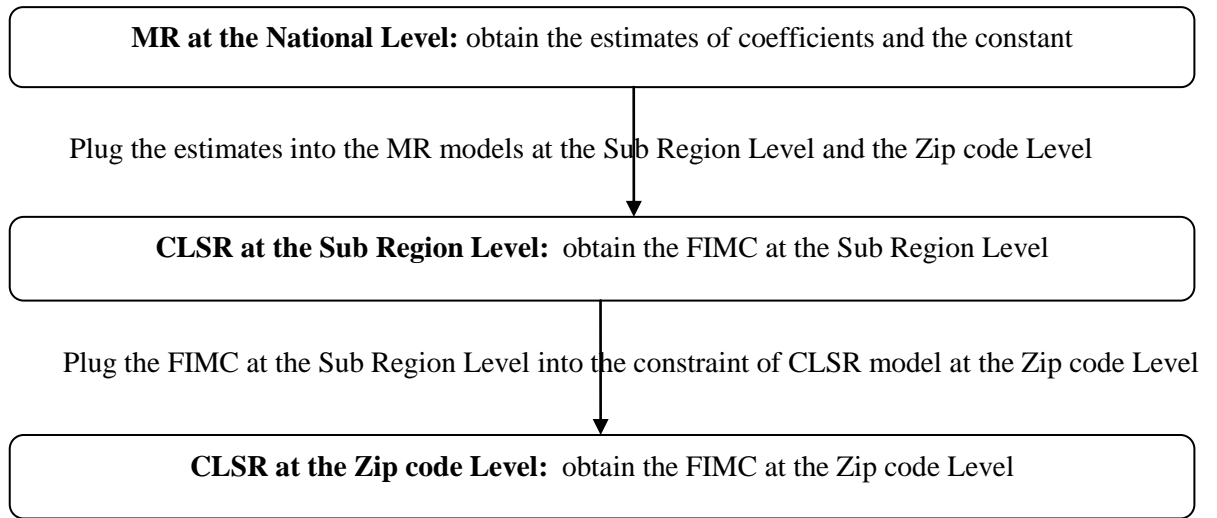 MR at the National Level: obtain the estimates of coefficients and the constant
Plug the estimates into the MR models at the Sub Region Level and the Zip code Level
CLSR at the Sub Region Level: obtain the FIMC at the Sub Region Level
Plug the FIMC at the Sub Region Level into the constraint of CLSR model at the Zip code Level
CLSR at the Zip code Level: obtain the FIMC at the Zip code Level